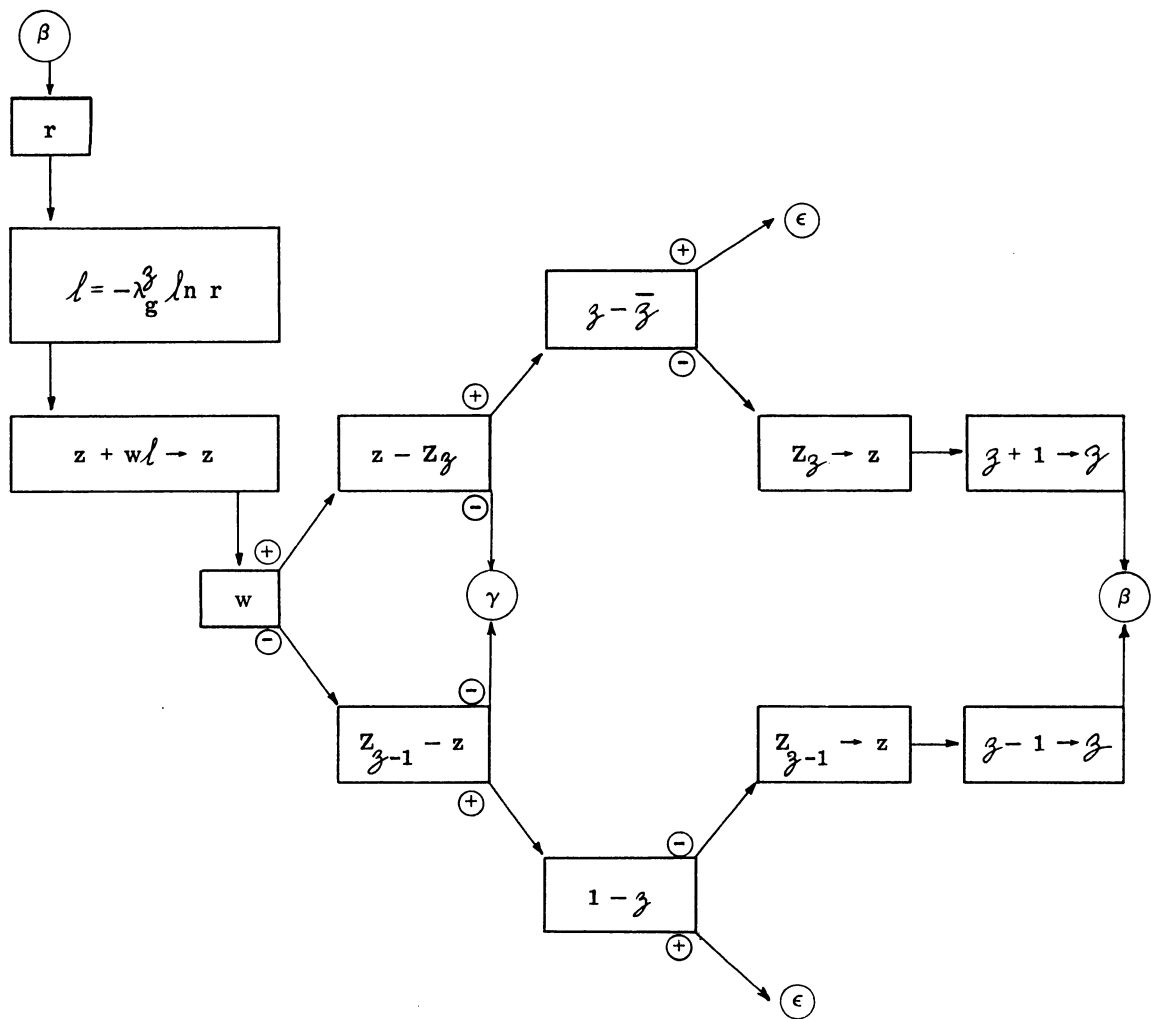 β
r
ℓ = −λ_g^𝓏 ℓn r
z + wℓ → z
w
⊕
⊖
z − Z_𝓏
⊕
⊖
Z_{𝓏−1} − z
⊖
⊕
γ
𝓏 − 𝓏̅
⊕
⊖
ϵ
Z_𝓏 → z
𝓏 + 1 → 𝓏
β
1 − 𝓏
⊖
⊕
Z_{𝓏−1} → z
𝓏 − 1 → 𝓏
ϵ